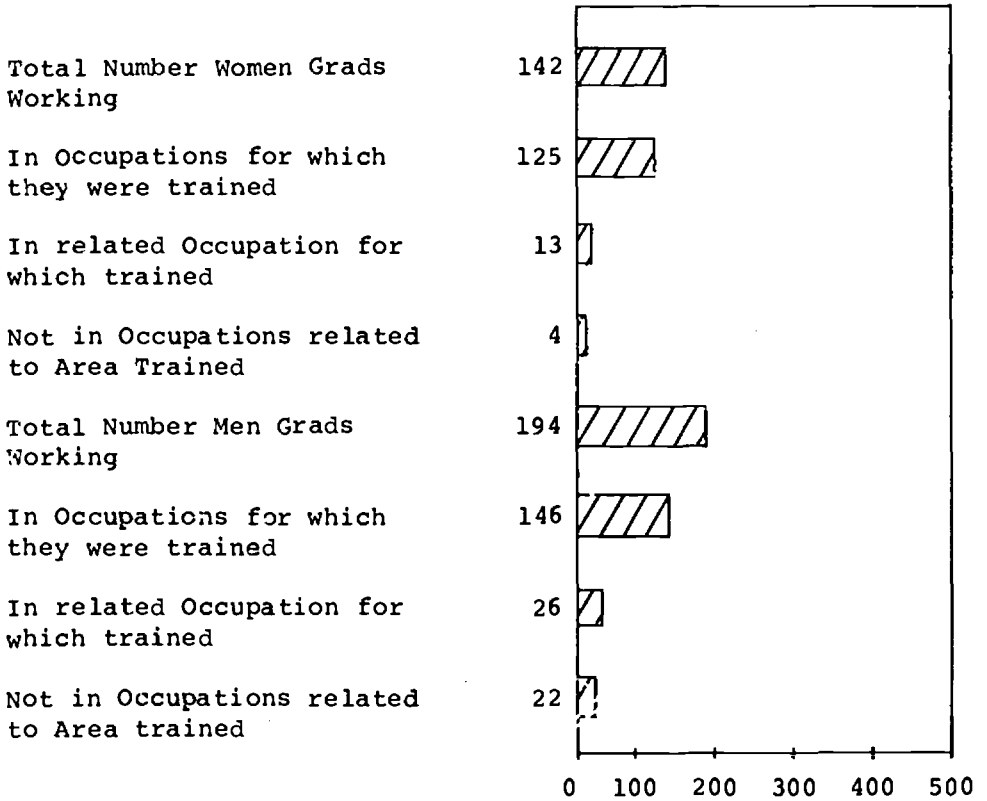 Total Number Women Grads 142
Working
In Occupations for which 125
they were trained
In related Occupation for 13
which trained
Not in Occupations related 4
to Area Trained
Total Number Men Grads 194
Working
In Occupations for which 146
they were trained
In related Occupation for 26
which trained
Not in Occupations related 22
to Area trained
0 100 200 300 400 500